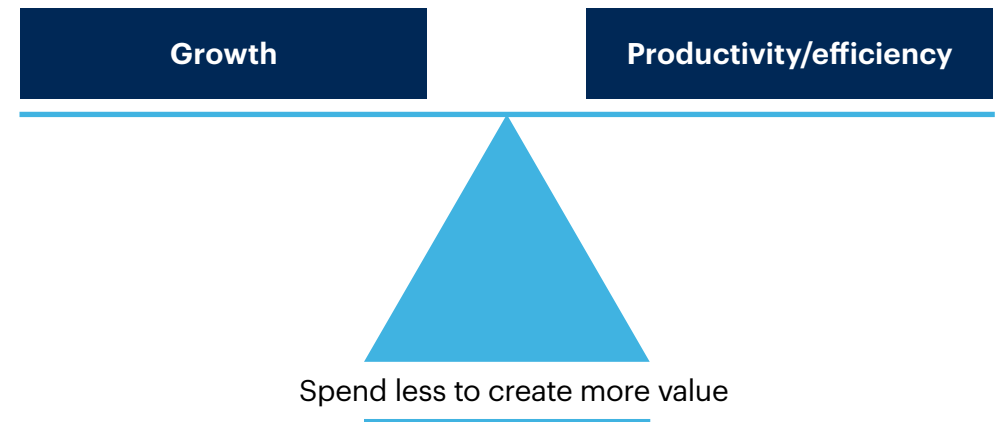 Growth
Productivity/efficiency
Spend less to create more value